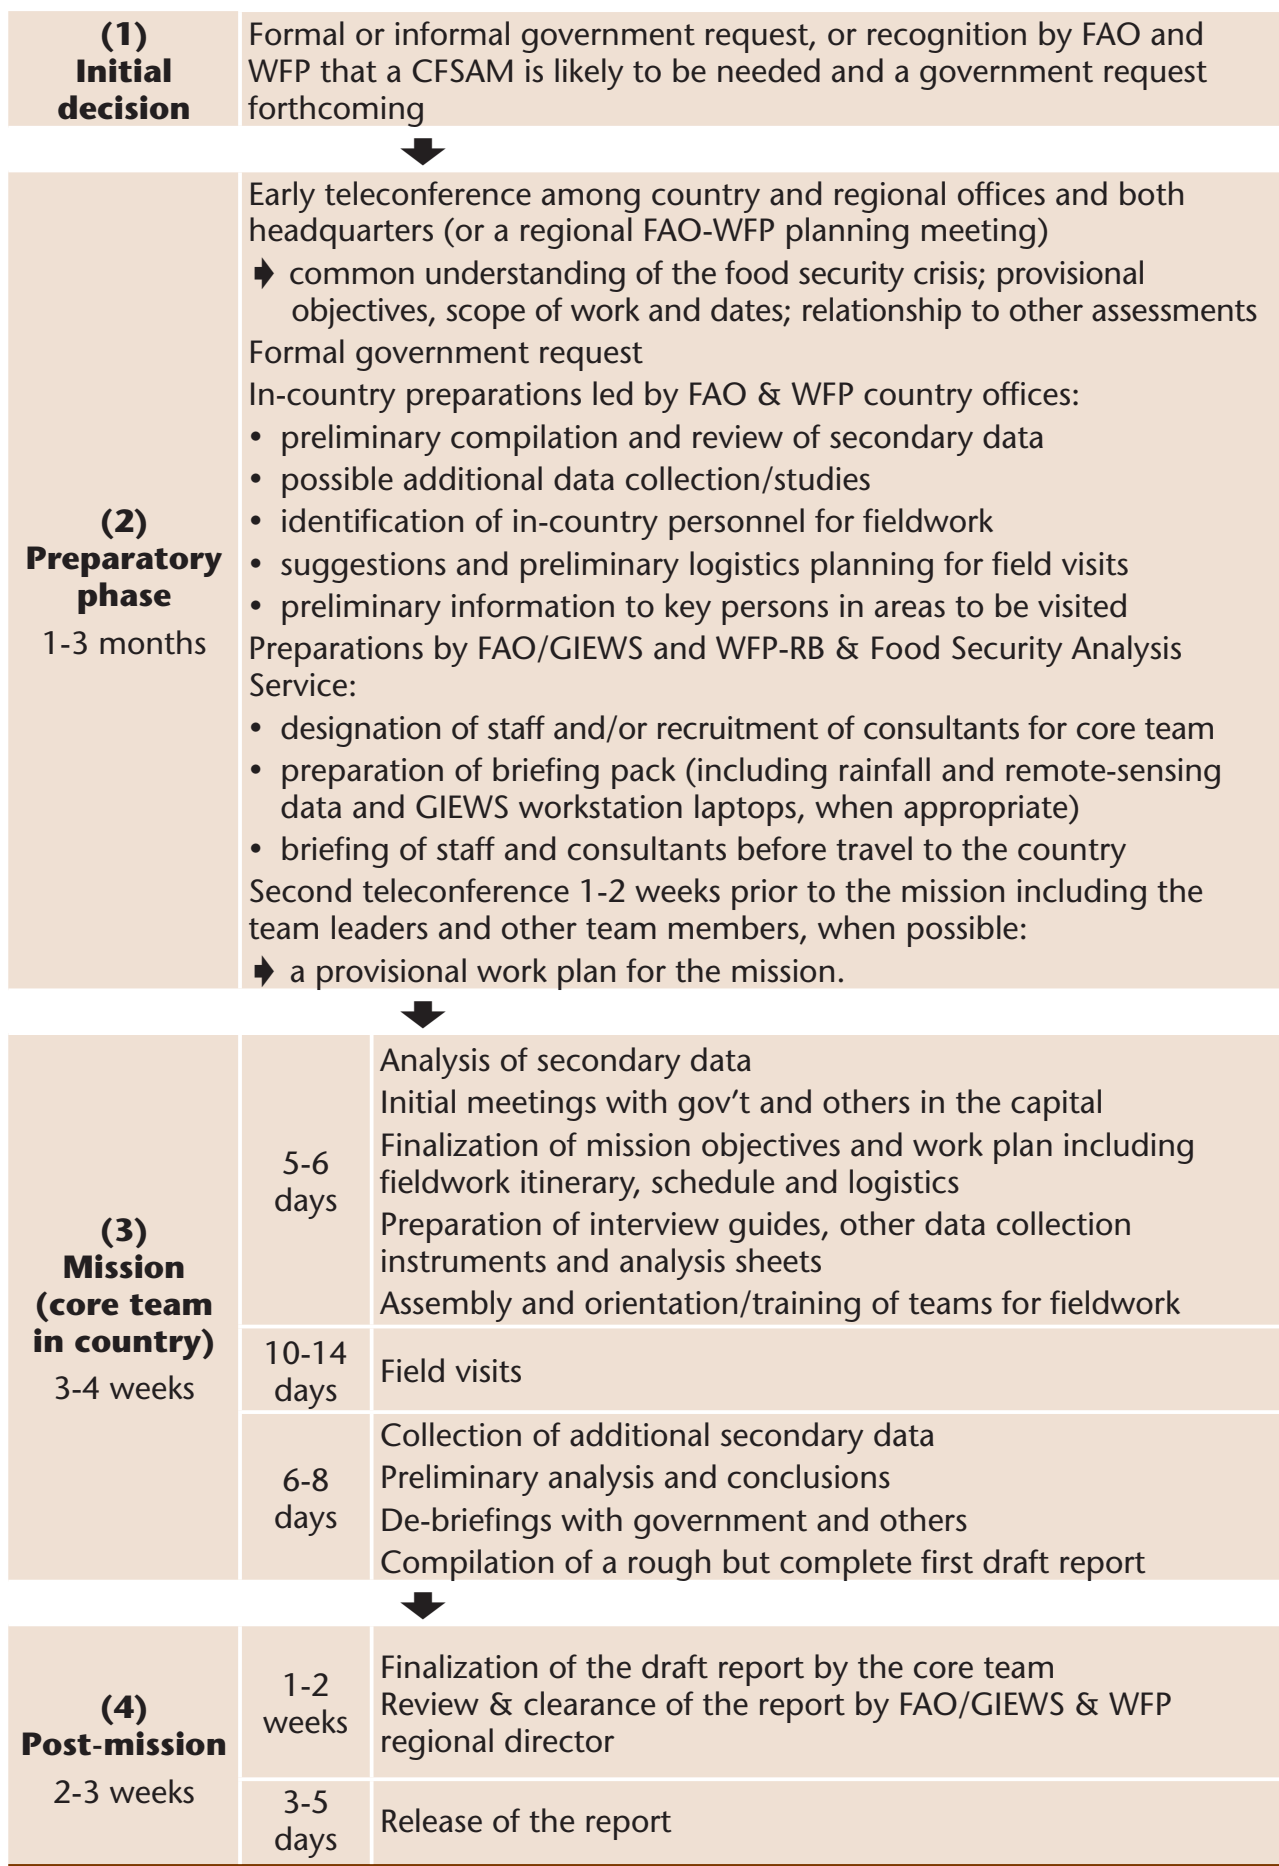 (1)
Initial
decision
Formal or informal government request, or recognition by FAO and
WFP that a CFSAM is likely to be needed and a government request
forthcoming
(2)
Preparatory
phase
1-3 months
Early teleconference among country and regional offices and both
headquarters (or a regional FAO-WFP planning meeting)
common understanding of the food security crisis; provisional
objectives, scope of work and dates; relationship to other assessments
Formal government request
In-country preparations led by FAO & WFP country offices:
• preliminary compilation and review of secondary data
• possible additional data collection/studies
• identification of in-country personnel for fieldwork
• suggestions and preliminary logistics planning for field visits
• preliminary information to key persons in areas to be visited
Preparations by FAO/GIEWS and WFP-RB & Food Security Analysis
Service:
• designation of staff and/or recruitment of consultants for core team
• preparation of briefing pack (including rainfall and remote-sensing
data and GIEWS workstation laptops, when appropriate)
• briefing of staff and consultants before travel to the country
Second teleconference 1-2 weeks prior to the mission including the
team leaders and other team members, when possible:
a provisional work plan for the mission.
(3)
Mission
(core team
in country)
3-4 weeks
5-6
days
Analysis of secondary data
Initial meetings with gov’t and others in the capital
Finalization of mission objectives and work plan including
fieldwork itinerary, schedule and logistics
Preparation of interview guides, other data collection
instruments and analysis sheets
Assembly and orientation/training of teams for fieldwork
10-14
days
Field visits
6-8
days
Collection of additional secondary data
Preliminary analysis and conclusions
De-briefings with government and others
Compilation of a rough but complete first draft report
(4)
Post-mission
2-3 weeks
1-2
weeks
Finalization of the draft report by the core team
Review & clearance of the report by FAO/GIEWS & WFP
regional director
3-5
days
Release of the report